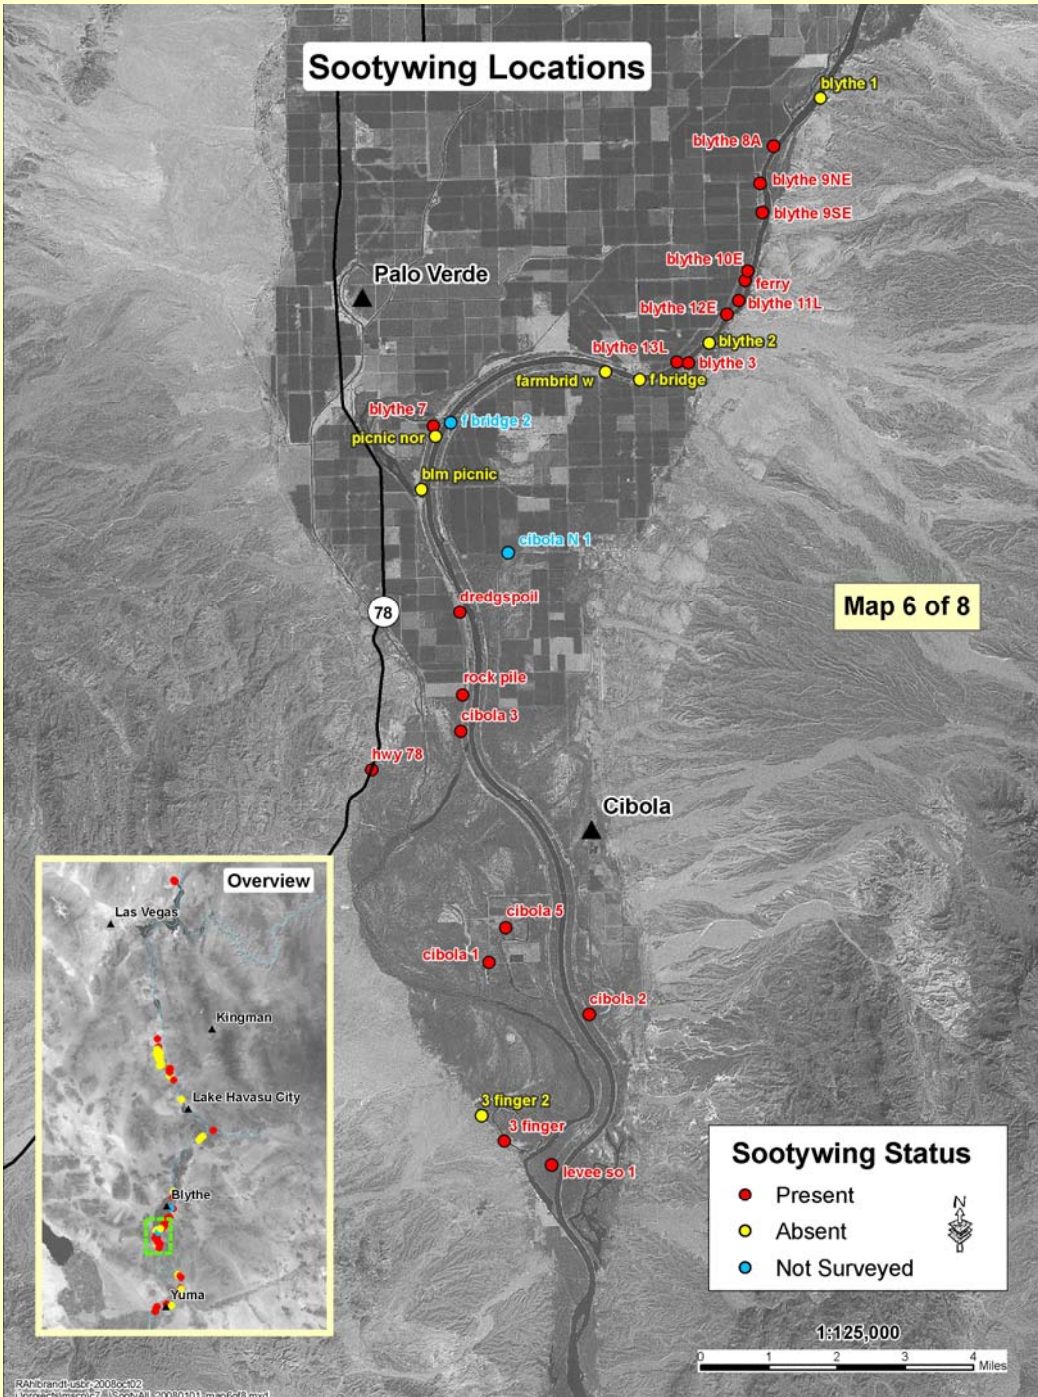 Sootywing Locations
blythe 1
blythe 8A
blythe 9NE
blythe 9SE
blythe 10E
ferry
Palo Verde
blythe 11L
blythe 12E
blythe 2
blythe 13L
blythe 3
farmbrid w
f bridge
blythe 7
f bridge 2
picnic nor
blm picnic
cibola N 1
dredgspoil
78
Map 6 of 8
rock pile
cibola 3
hwy 78
Cibola
cibola 5
cibola 1
cibola 2
3 finger 2
3 finger
levee so 1
Overview
Las Vegas
Kingman
Lake Havasu City
Blythe
Yuma
Sootywing Status
Present
Absent
Not Surveyed
N
1:125,000
0 1 2 3 4
Miles
RAhlbrandt-usbr-2008oct02